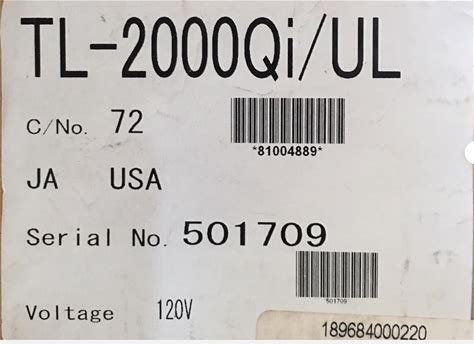 TL-2000Qi/UL
C/No. 72
*81004889*
JA USA
Serial No. 501709
501709
Voltage 120V
189684000220